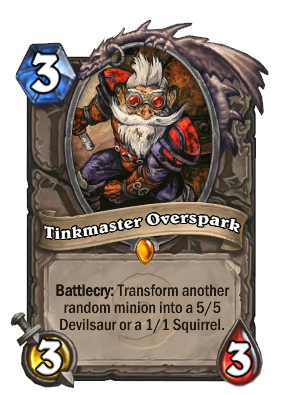 3
Tinkmaster Overspark
Battlecry: Transform another
random minion into a 5/5
Devilsaur or a 1/1 Squirrel.
3
3